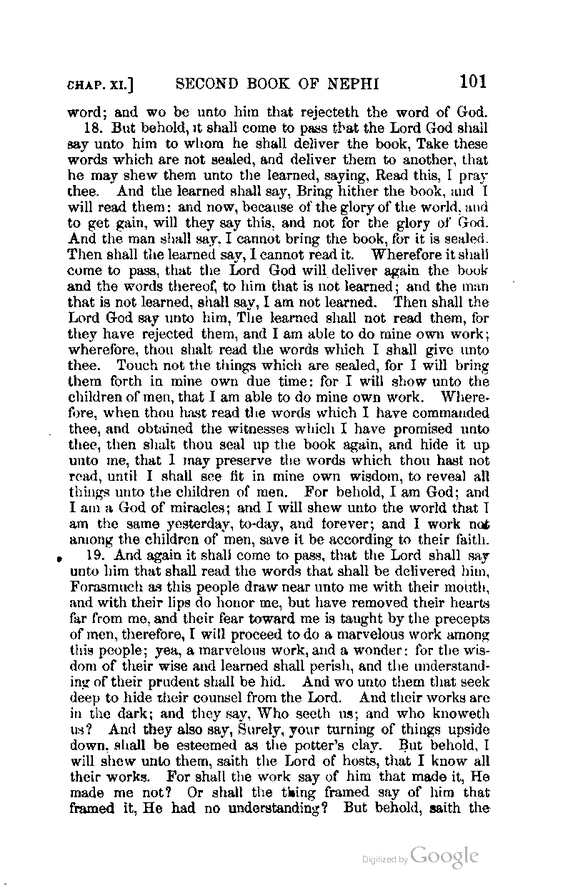 CHAP. XI.] SECOND BOOK OF NEPHI 101
word; and wo be unto him that rejecteth the word of God.
18. But behold, it shall come to pass that the Lord God shall
say unto him to whom he shall deliver the book, Take these
words which are not sealed, and deliver them to another, that
he may shew them unto the learned, saying, Read this, I pray
thee. And the learned shall say, Bring hither the book, and I
will read them: and now, because of the glory of the world, and
to get gain, will they say this, and not for the glory of God.
And the man shall say, I cannot bring the book, for it is sealed.
Then shall the learned say, I cannot read it. Wherefore it shall
come to pass, that the Lord God will deliver again the book
and the words thereof, to him that is not learned; and the man
that is not learned, shall say, I am not learned. Then shall the
Lord God say unto him, The learned shall not read them, for
they have rejected them, and I am able to do mine own work;
wherefore, thou shalt read the words which I shall give unto
thee. Touch not the things which are sealed, for I will bring
them forth in mine own due time: for I will show unto the
children of men, that I am able to do mine own work. Where-
fore, when thou hast read the words which I have commanded
thee, and obtained the witnesses which I have promised unto
thee, then shalt thou seal up the book again, and hide it up
unto me, that I may preserve the words which thou hast not
read, until I shall see fit in mine own wisdom, to reveal all
things unto the children of men. For behold, I am God; and
I am a God of miracles; and I will shew unto the world that I
am the same yesterday, to-day, and forever; and I work not
among the children of men, save it be according to their faith.
19. And again it shall come to pass, that the Lord shall say
unto him that shall read the words that shall be delivered him,
Forasmuch as this people draw near unto me with their mouth,
and with their lips do honor me, but have removed their hearts
far from me, and their fear toward me is taught by the precepts
of men, therefore, I will proceed to do a marvelous work among
this people; yea, a marvelous work, and a wonder: for the wis-
dom of their wise and learned shall perish, and the understand-
ing of their prudent shall be hid. And wo unto them that seek
deep to hide their counsel from the Lord. And their works are
in the dark; and they say, Who seeth us; and who knoweth
us? And they also say, Surely, your turning of things upside
down, shall be esteemed as the potter's clay. But behold, I
will shew unto them, saith the Lord of hosts, that I know all
their works. For shall the work say of him that made it, He
made me not? Or shall the thing framed say of him that
framed it, He had no understanding? But behold, saith the
Digitized by Google